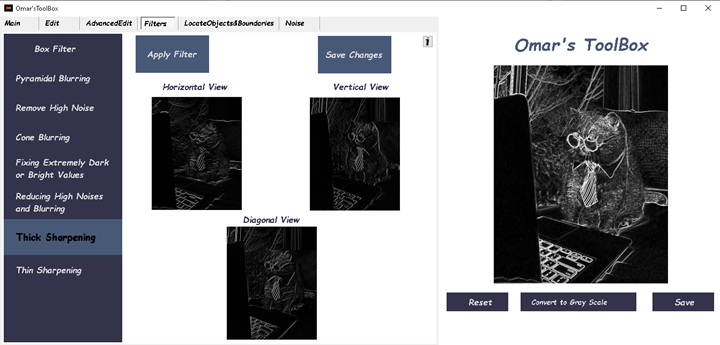 Omar'sToolBox
Main Edit AdvancedEdit Filters LocateObjects&Boundaries Noise
Box Filter
Pyramidal Blurring
Remove High Noise
Cone Blurring
Fixing Extremely Dark
or Bright Values
Reducing High Noises
and Blurring
Thick Sharpening
Thin Sharpening
Apply Filter
Save Changes
Horizontal View
Vertical View
Diagonal View
Omar's ToolBox
Reset
Convert to Gray Scale
Save